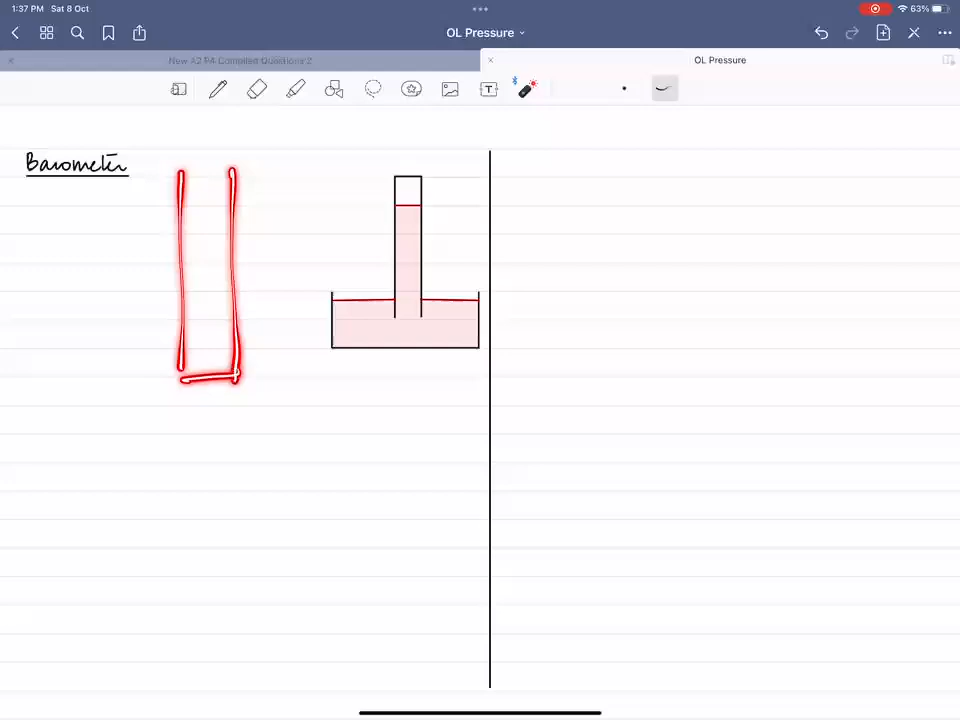 1:37 PM Sat 8 Oct
63%
OL Pressure
New A2 P4 Compiled Questions 2
OL Pressure
T
Barometer